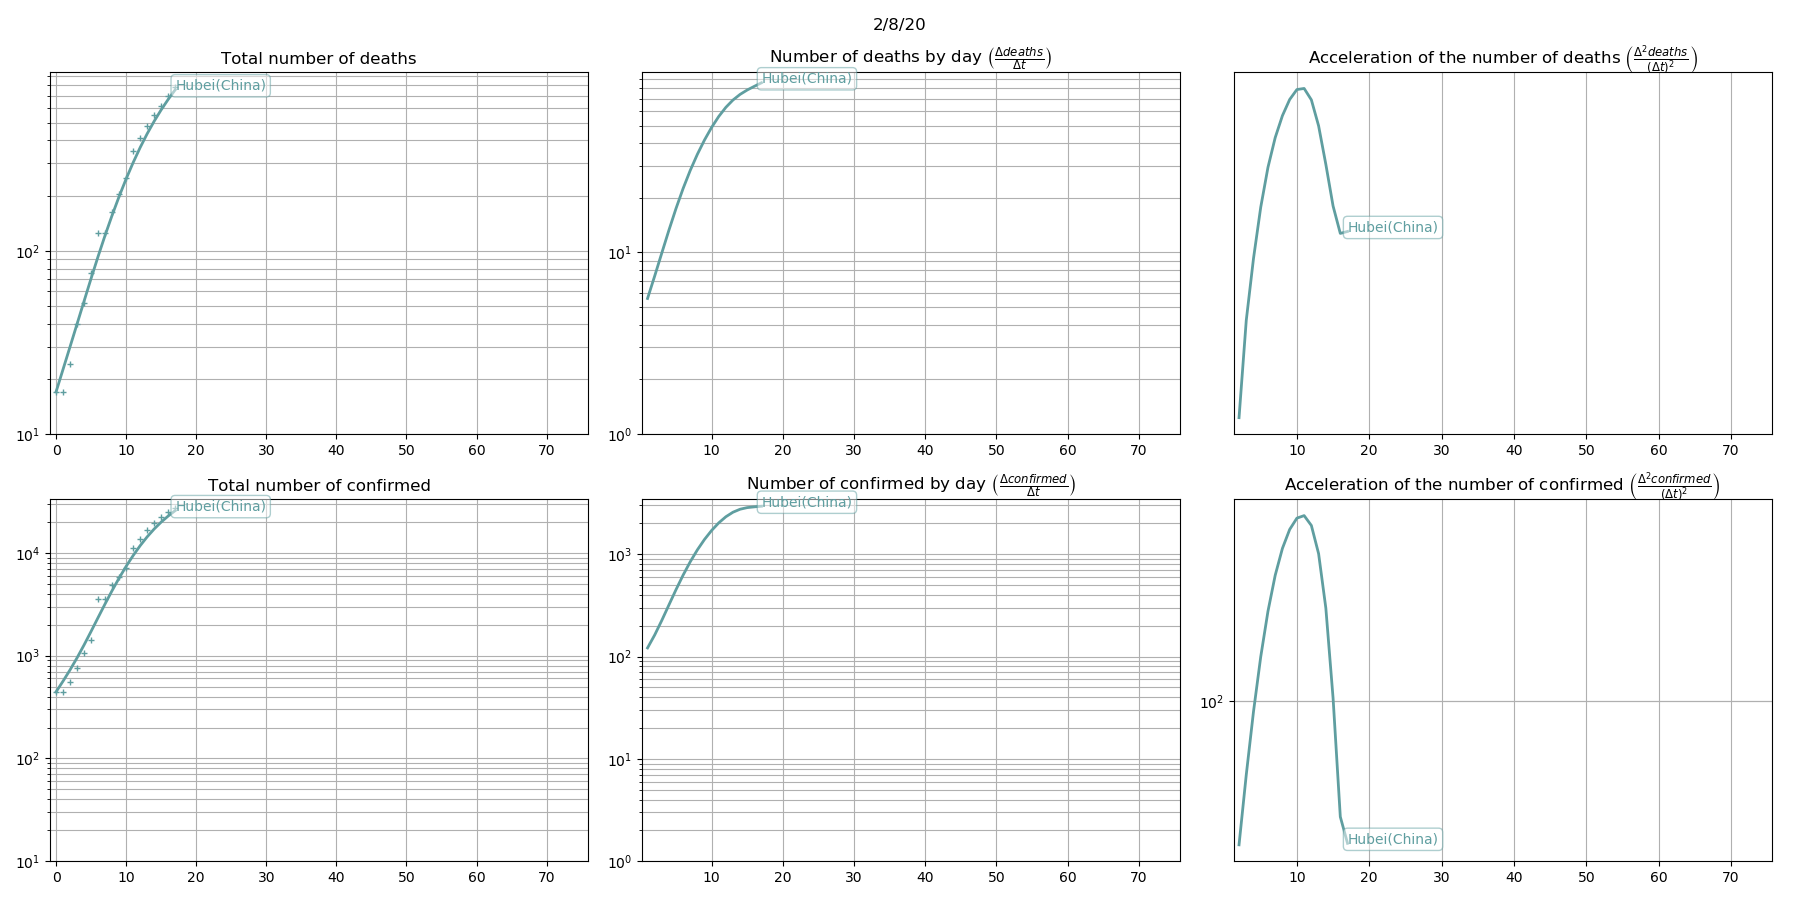 2/8/20
Total number of deaths
Number of deaths by day (Δdeaths/Δt)
Acceleration of the number of deaths (Δ²deaths/(Δt)²)
Hubei(China)
Hubei(China)
Hubei(China)
10²
10¹
0 10 20 30 40 50 60 70
10¹
10⁰
10 20 30 40 50 60 70
10 20 30 40 50 60 70
Total number of confirmed
Number of confirmed by day (Δconfirmed/Δt)
Acceleration of the number of confirmed (Δ²confirmed/(Δt)²)
Hubei(China)
Hubei(China)
Hubei(China)
10⁴
10³
10²
10¹
0 10 20 30 40 50 60 70
10³
10²
10¹
10⁰
10 20 30 40 50 60 70
10²
10 20 30 40 50 60 70